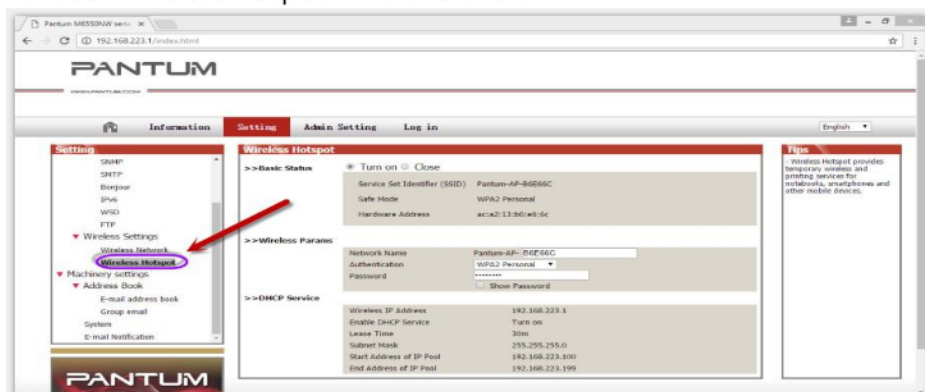 Pantum M6550NW serie
192.168.223.1/index.html
PANTUM
Information Setting Admin Setting Log in English
Setting
SNMP
SMTP
Bonjour
IPv6
WSD
FTP
Wireless Settings
Wireless Network
Wireless Hotspot
Machinery settings
Address Book
E-mail address book
Group email
System
E-mail Notification
PANTUM
Wireless Hotspot
>>Basic Status Turn on Close
Service Set Identifier (SSID) Pantum-AP-B6E66C
Safe Mode WPA2 Personal
Hardware Address ac:a2:13:b6:e6:6c
>>Wireless Params
Network Name Pantum-AP- B6E66C
Authentication WPA2 Personal
Password ********
Show Password
>>DHCP Service
Wireless IP Address 192.168.223.1
Enable DHCP Service Turn on
Lease Time 30m
Subnet Mask 255.255.255.0
Start Address of IP Pool 192.168.223.100
End Address of IP Pool 192.168.223.199
Tips
- Wireless Hotspot provides
temporary wireless and
printing services for
notebooks, smartphones and
other mobile devices.